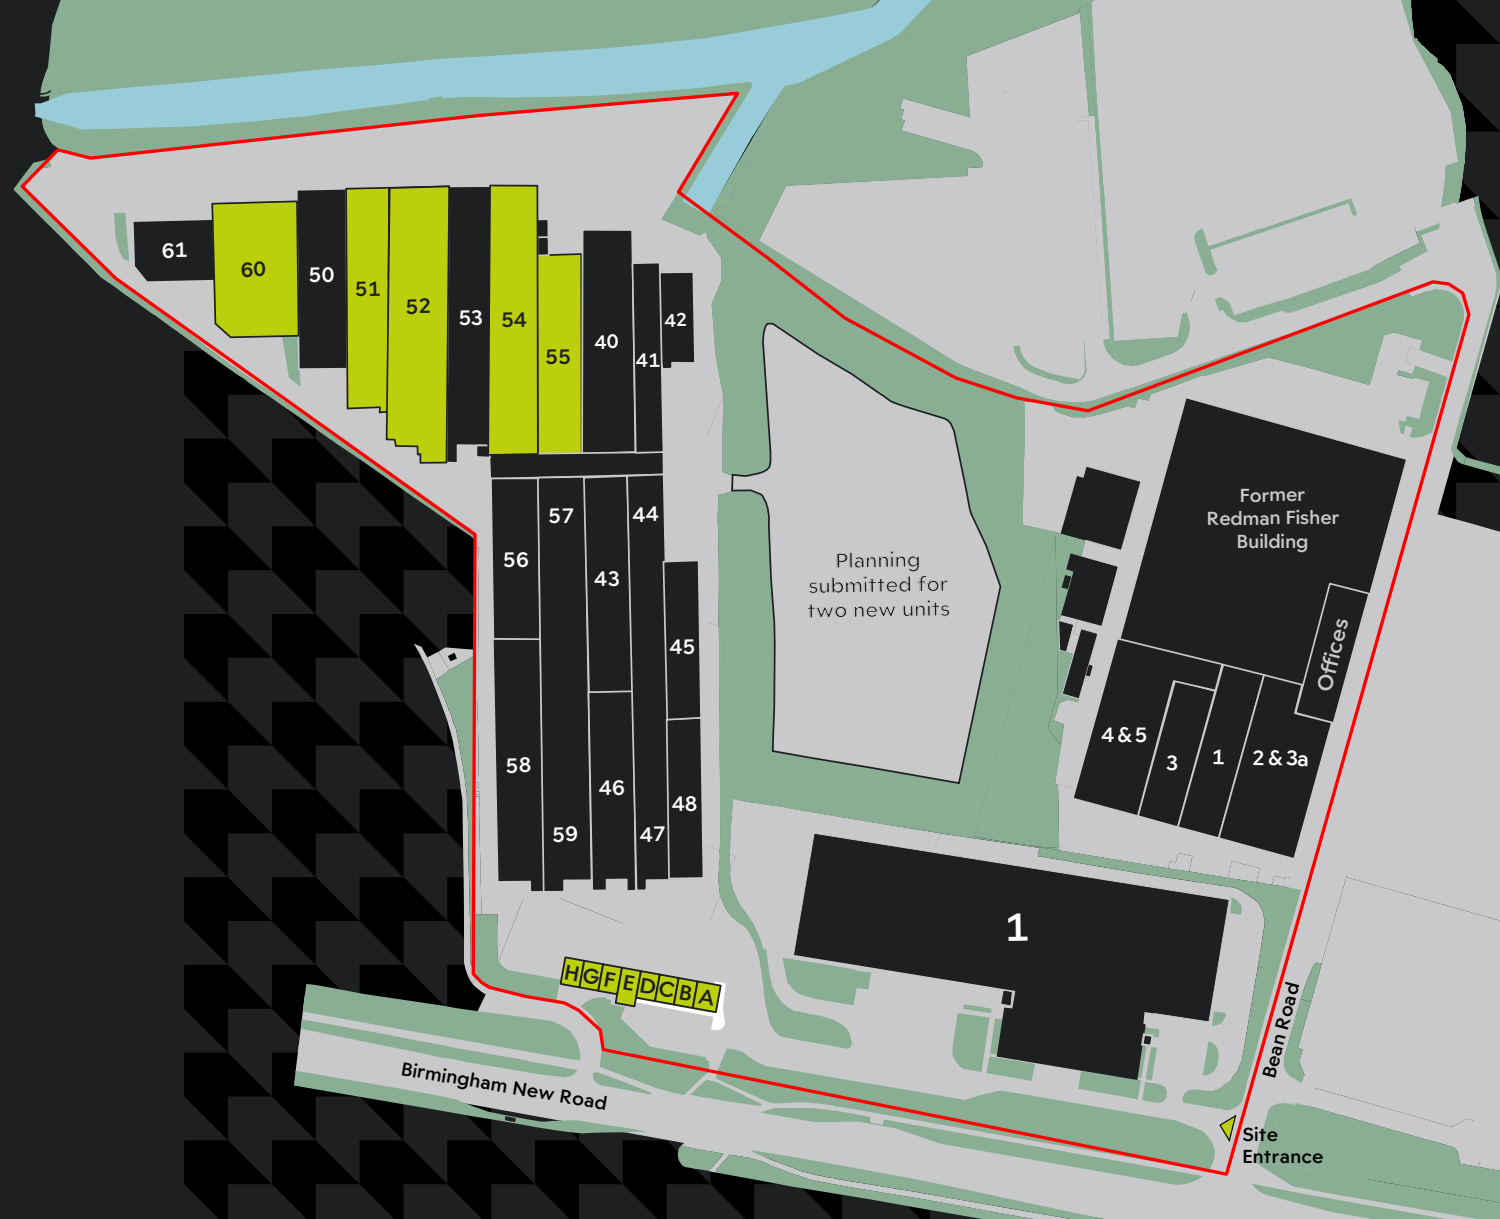 61
60
50
51
52
53
54
55
40
41
42
56
57
43
44
45
58
59
46
47
48
Planning
submitted for
two new units
Former
Redman Fisher
Building
Offices
4 & 5
3
1
2 & 3a
1
H G F E D C B A
Birmingham New Road
Bean Road
Site
Entrance